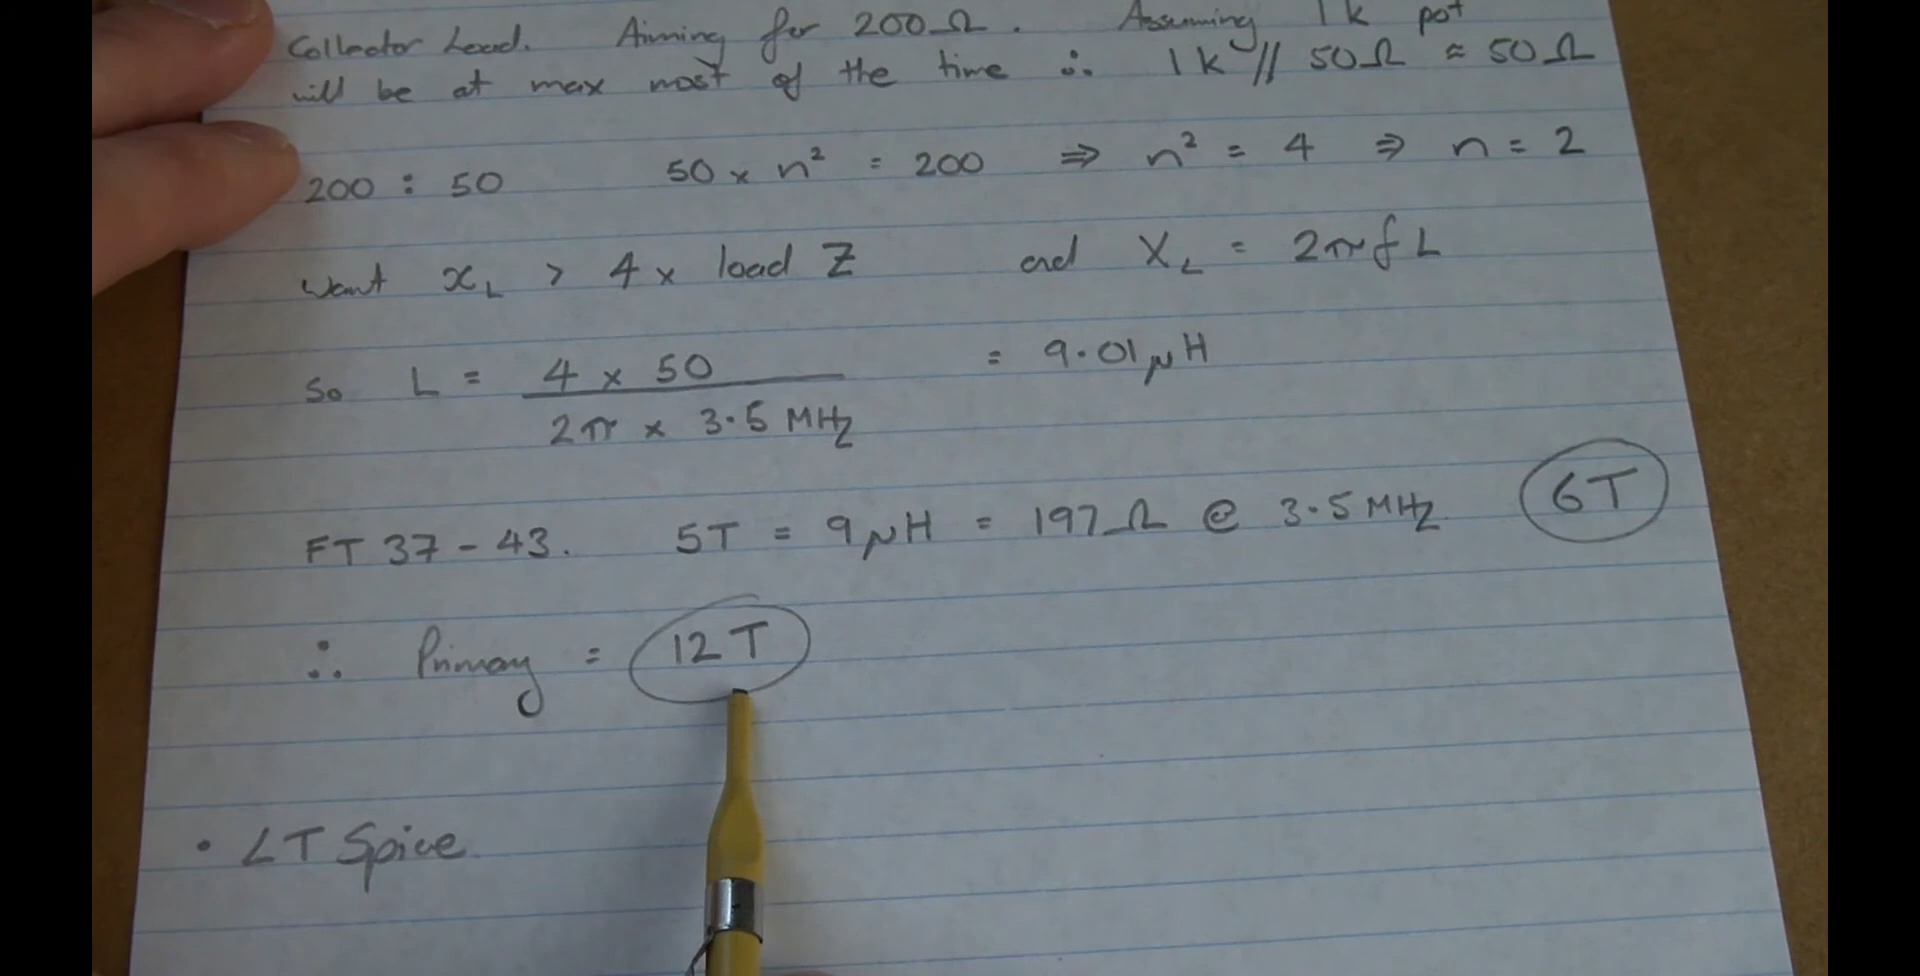 Collector Load. Aiming for 200Ω. Assuming 1k pot
will be at max most of the time ∴ 1k // 50Ω ≈ 50Ω
200 : 50 50 x n² = 200 ⇒ n² = 4 ⇒ n = 2
Want xL > 4 x load Z and XL = 2πfL
So L = 4 x 50 / 2π x 3.5 MHz = 9.01μH
FT 37-43. 5T = 9μH = 197Ω @ 3.5MHz 6T
∴ Primary = 12T
• LT Spice